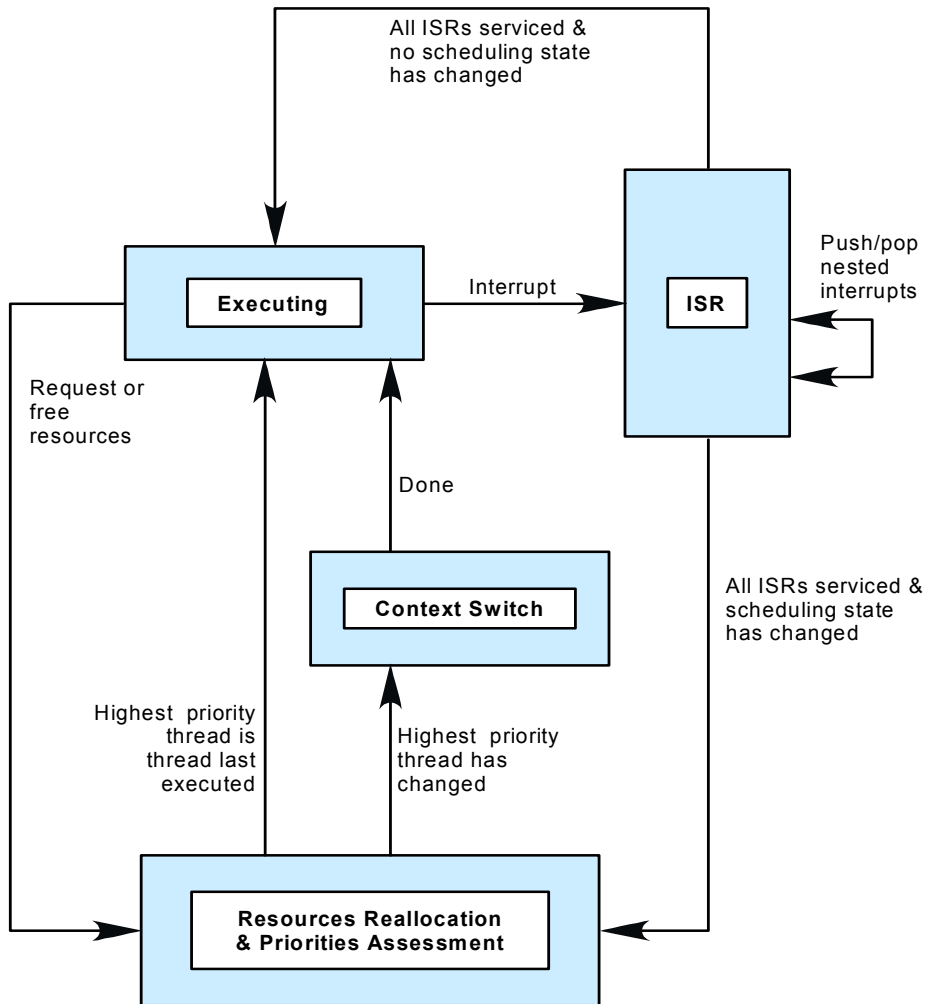 All ISRs serviced &
no scheduling state
has changed
Push/pop
nested
interrupts
Executing
Interrupt
ISR
Request or
free
resources
Done
Context Switch
All ISRs serviced &
scheduling state
has changed
Highest priority
thread is
thread last
executed
Highest priority
thread has
changed
Resources Reallocation
& Priorities Assessment